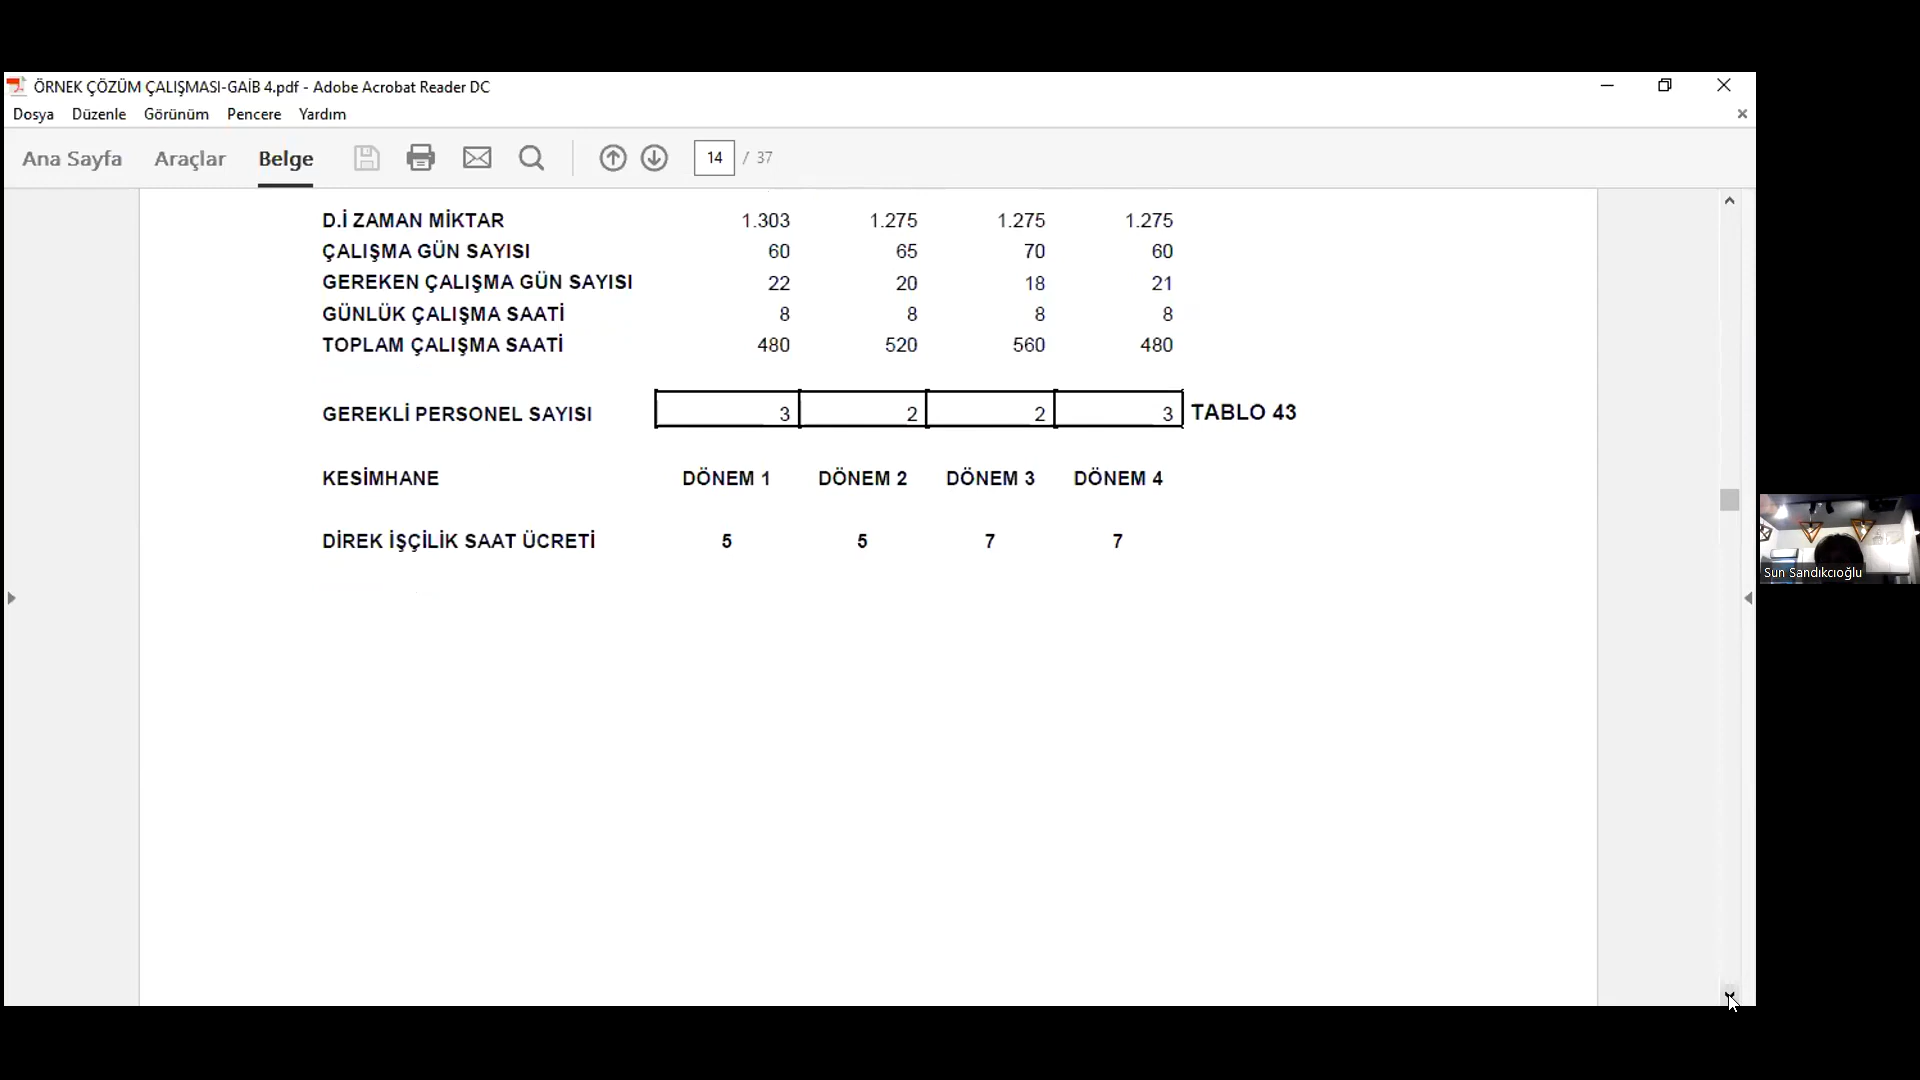 ÖRNEK ÇÖZÜM ÇALIŞMASI-GAİB 4.pdf - Adobe Acrobat Reader DC
Dosya Düzenle Görünüm Pencere Yardım
Ana Sayfa Araçlar Belge 14 / 37
D.İ ZAMAN MİKTAR 1.303 1.275 1.275 1.275
ÇALIŞMA GÜN SAYISI 60 65 70 60
GEREKEN ÇALIŞMA GÜN SAYISI 22 20 18 21
GÜNLÜK ÇALIŞMA SAATİ 8 8 8 8
TOPLAM ÇALIŞMA SAATİ 480 520 560 480
GEREKLİ PERSONEL SAYISI 3 2 2 3 TABLO 43
KESİMHANE DÖNEM 1 DÖNEM 2 DÖNEM 3 DÖNEM 4
DİREK İŞÇİLİK SAAT ÜCRETİ 5 5 7 7
Sun Sandıkcıoğlu